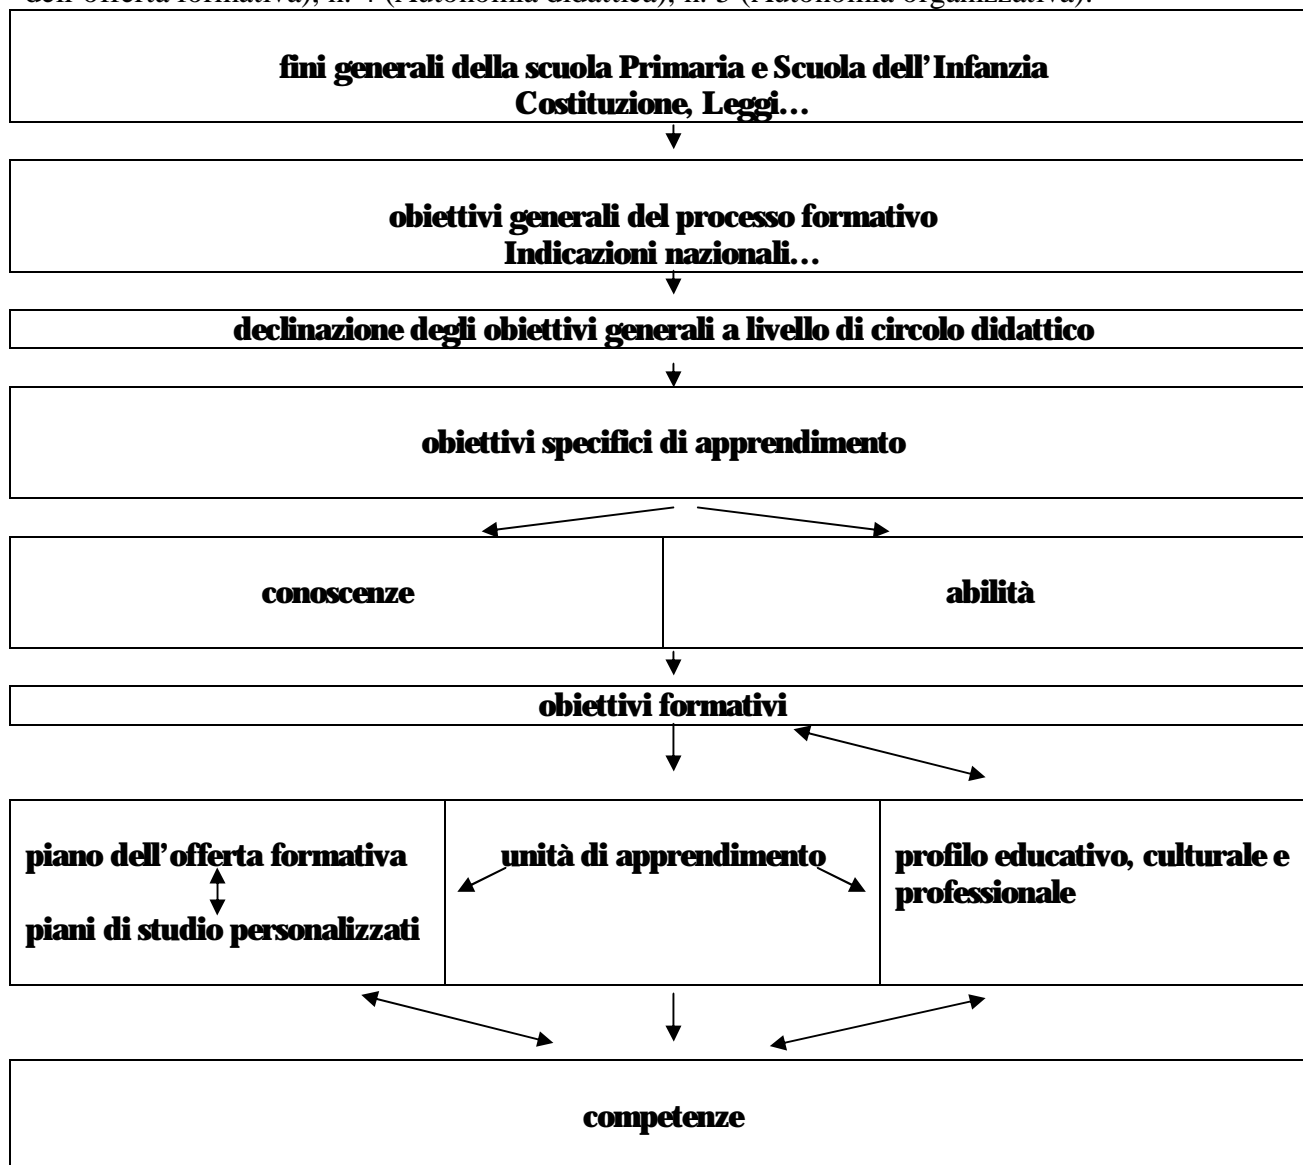 dell'offerta formativa), n. 4 (Autonomia didattica), n. 5 (Autonomia organizzativa).
fini generali della scuola Primaria e Scuola dell'Infanzia
Costituzione, Leggi…
obiettivi generali del processo formativo
Indicazioni nazionali…
declinazione degli obiettivi generali a livello di circolo didattico
obiettivi specifici di apprendimento
conoscenze
abilità
obiettivi formativi
piano dell'offerta formativa
piani di studio personalizzati
unità di apprendimento
profilo educativo, culturale e
professionale
competenze